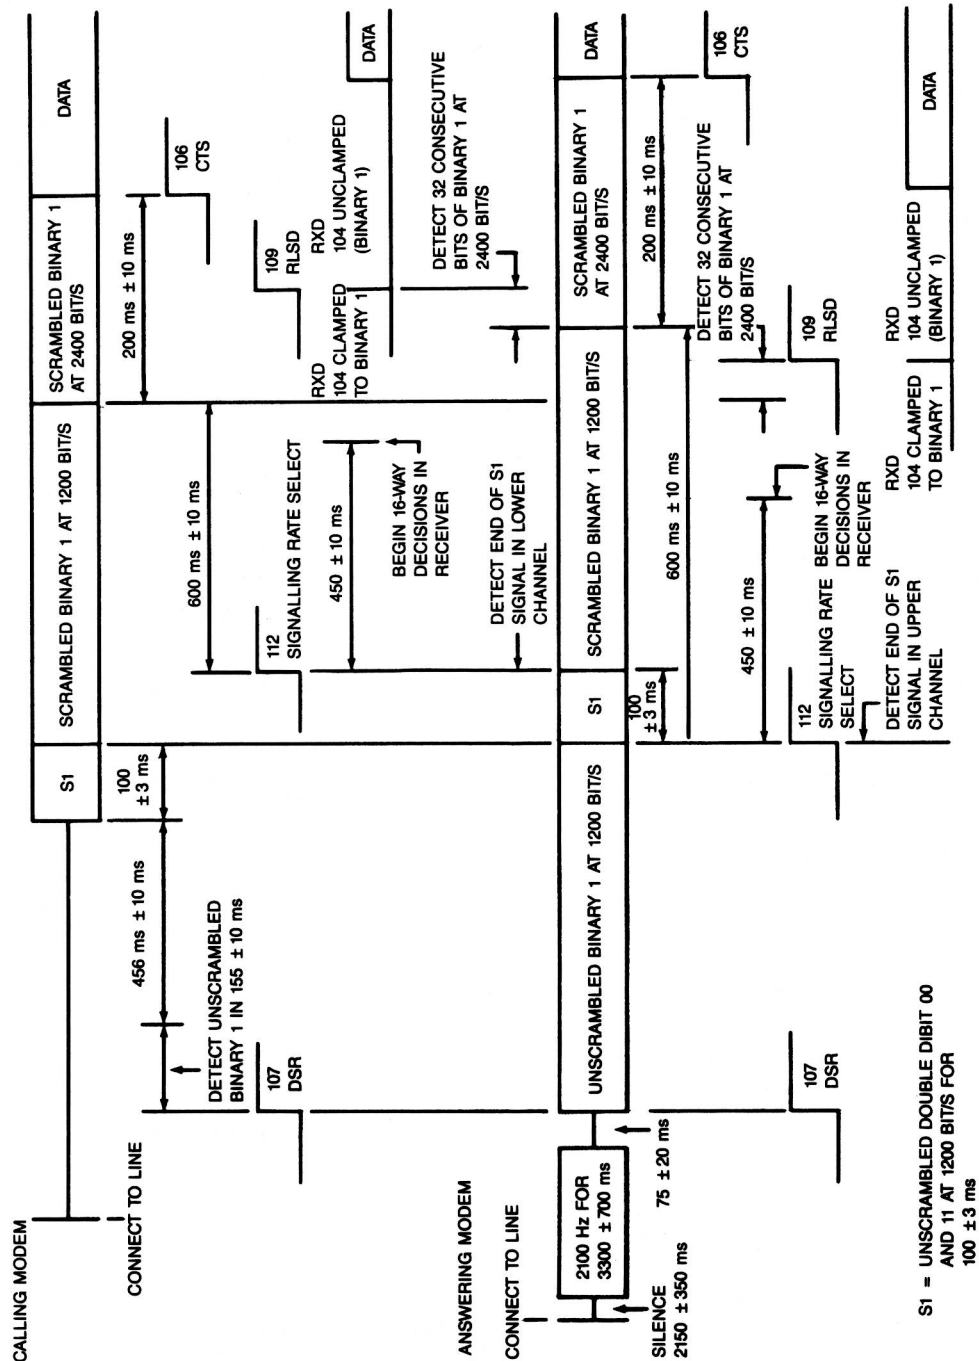 CALLING MODEM
CONNECT TO LINE
S1
SCRAMBLED BINARY 1 AT 1200 BIT/S
SCRAMBLED BINARY 1
AT 2400 BIT/S
DATA
456 ms ±10 ms
100
±3 ms
200 ms ±10 ms
DETECT UNSCRAMBLED
BINARY 1 IN 155 ±10 ms
600 ms ±10 ms
106
CTS
107
DSR
112
SIGNALLING RATE SELECT
109
RLSD
450 ±10 ms
RXD
104 CLAMPED
TO BINARY 1
RXD
104 UNCLAMPED
(BINARY 1)
DATA
BEGIN 16-WAY
DECISIONS IN
RECEIVER
DETECT 32 CONSECUTIVE
BITS OF BINARY 1 AT
2400 BIT/S
DETECT END OF S1
SIGNAL IN LOWER
CHANNEL
ANSWERING MODEM
CONNECT TO LINE
2100 Hz FOR
3300 ±700 ms
UNSCRAMBLED BINARY 1 AT 1200 BIT/S
S1
SCRAMBLED BINARY 1 AT 1200 BIT/S
SCRAMBLED BINARY 1
AT 2400 BIT/S
DATA
SILENCE
2150 ±350 ms
75 ±20 ms
100
±3 ms
600 ms ±10 ms
200 ms ±10 ms
106
CTS
DETECT 32 CONSECUTIVE
BITS OF BINARY 1 AT
2400 BIT/S
450 ±10 ms
107
DSR
112
SIGNALLING RATE
SELECT
BEGIN 16-WAY
DECISIONS IN
RECEIVER
109
RLSD
DETECT END OF S1
SIGNAL IN UPPER
CHANNEL
RXD
104 CLAMPED
TO BINARY 1
RXD
104 UNCLAMPED
(BINARY 1)
DATA
S1 = UNSCRAMBLED DOUBLE DIBIT 00
AND 11 AT 1200 BIT/S FOR
100 ±3 ms